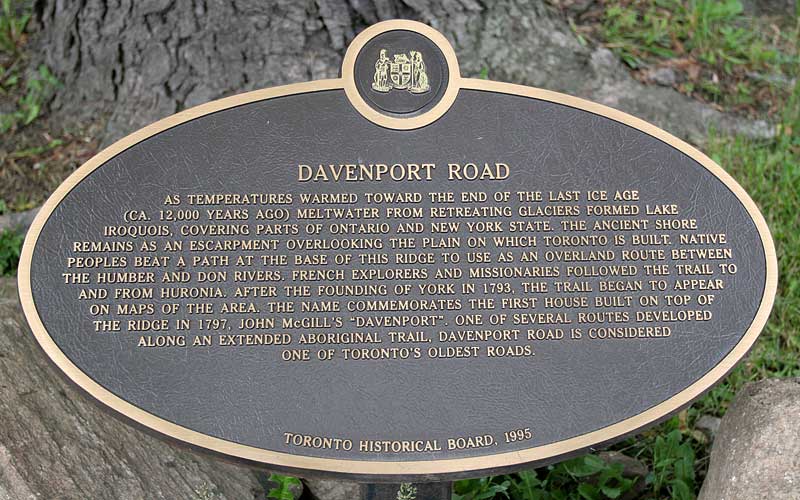 DAVENPORT ROAD
AS TEMPERATURES WARMED TOWARD THE END OF THE LAST ICE AGE
(CA. 12,000 YEARS AGO) MELTWATER FROM RETREATING GLACIERS FORMED LAKE
IROQUOIS, COVERING PARTS OF ONTARIO AND NEW YORK STATE. THE ANCIENT SHORE
REMAINS AS AN ESCARPMENT OVERLOOKING THE PLAIN ON WHICH TORONTO IS BUILT. NATIVE
PEOPLES BEAT A PATH AT THE BASE OF THIS RIDGE TO USE AS AN OVERLAND ROUTE BETWEEN
THE HUMBER AND DON RIVERS. FRENCH EXPLORERS AND MISSIONARIES FOLLOWED THE TRAIL TO
AND FROM HURONIA. AFTER THE FOUNDING OF YORK IN 1793, THE TRAIL BEGAN TO APPEAR
ON MAPS OF THE AREA. THE NAME COMMEMORATES THE FIRST HOUSE BUILT ON TOP OF
THE RIDGE IN 1797, JOHN McGILL'S "DAVENPORT". ONE OF SEVERAL ROUTES DEVELOPED
ALONG AN EXTENDED ABORIGINAL TRAIL, DAVENPORT ROAD IS CONSIDERED
ONE OF TORONTO'S OLDEST ROADS.
TORONTO HISTORICAL BOARD, 1995